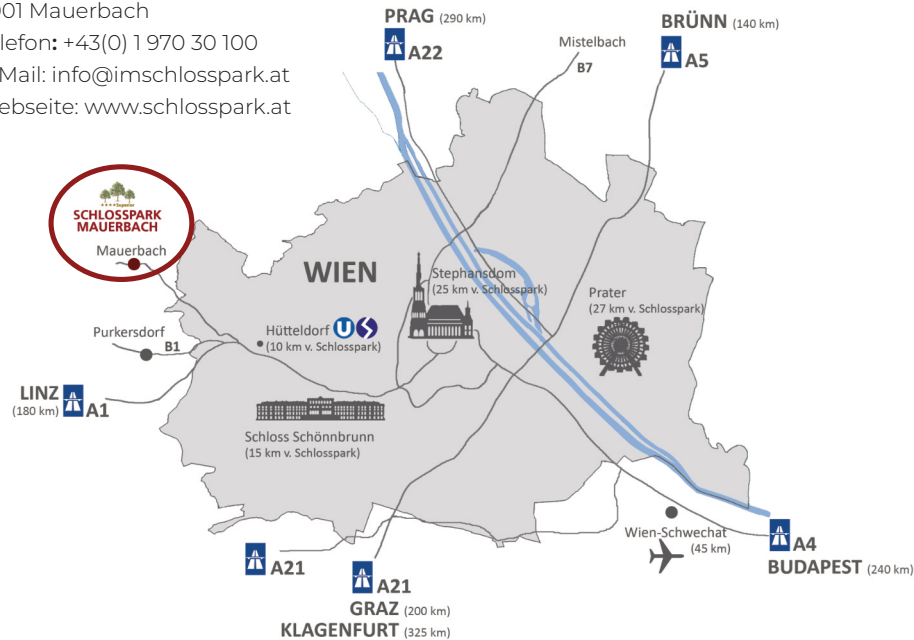 001 Mauerbach
lefon: +43(0) 1 970 30 100
Mail: info@imschlosspark.at
ebseite: www.schlosspark.at
PRAG (290 km)
A22
Mistelbach
B7
BRÜNN (140 km)
A5
Superior
SCHLOSSPARK
MAUERBACH
Mauerbach
WIEN
Stephansdom
(25 km v. Schlosspark)
Prater
(27 km v. Schlosspark)
Purkersdorf
B1
Hütteldorf U S
(10 km v. Schlosspark)
LINZ
(180 km) A1
Schloss Schönnbrunn
(15 km v. Schlosspark)
Wien-Schwechat
(45 km)
A4
BUDAPEST (240 km)
A21
A21
GRAZ (200 km)
KLAGENFURT (325 km)